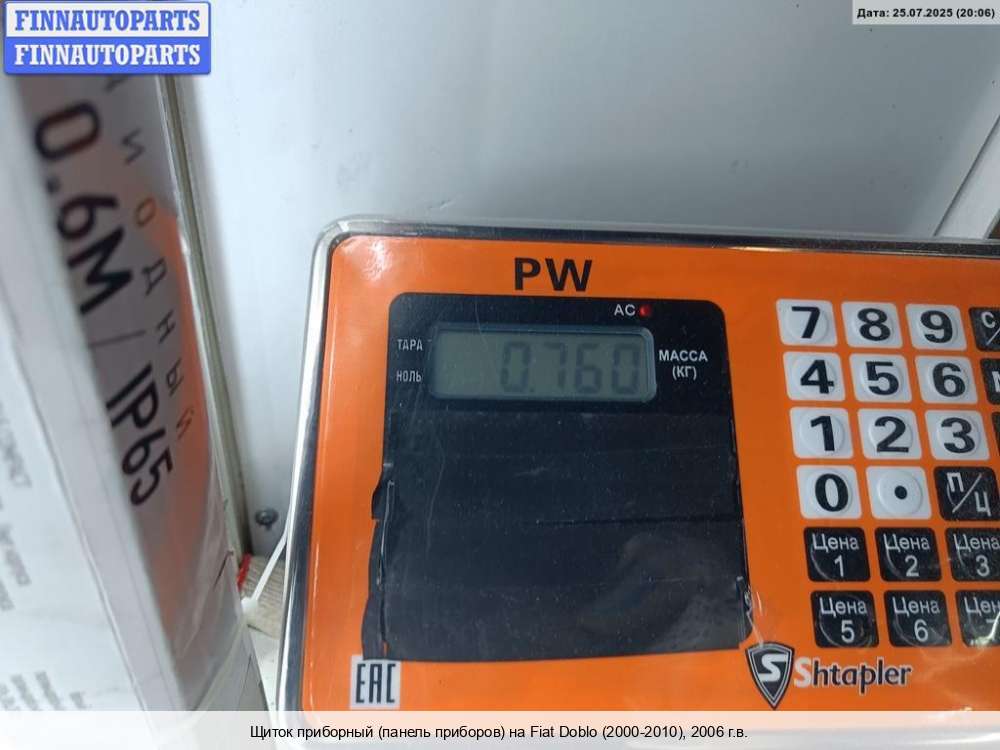 FINNAUTOPARTS
FINNAUTOPARTS
Дата: 25.07.2025 (20:06)
0.6М / IP65
PW
AC
ТАРА
НОЛЬ
0.760
МАССА
(КГ)
7 8 9 С
4 5 6
1 2 3
0 . П/Ц
Цена 1
Цена 2
Цена 3
Цена 5
Цена 6
EAC
S Shtapler
Щиток приборный (панель приборов) на Fiat Doblo (2000-2010), 2006 г.в.